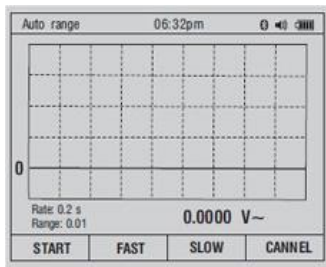 Auto range 06:32pm
0
Rate: 0.2 s
Range: 0.01
0.0000 V~
START FAST SLOW CANNEL